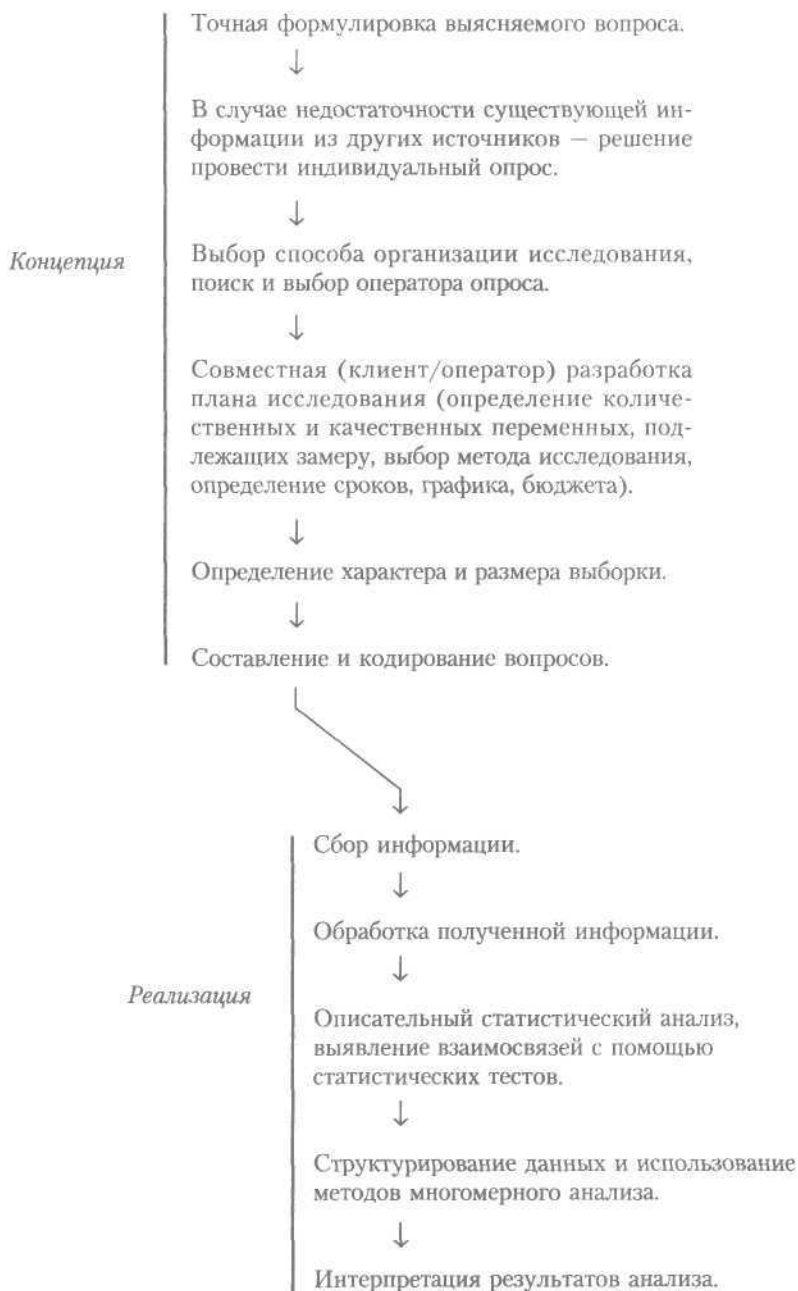 Точная формулировка выясняемого вопроса.
↓
В случае недостаточности существующей ин-
формации из других источников — решение
провести индивидуальный опрос.
↓
Концепция
Выбор способа организации исследования,
поиск и выбор оператора опроса.
↓
Совместная (клиент/оператор) разработка
плана исследования (определение количе-
ственных и качественных переменных, под-
лежащих замеру, выбор метода исследования,
определение сроков, графика, бюджета).
↓
Определение характера и размера выборки.
↓
Составление и кодирование вопросов.
↓
Сбор информации.
↓
Обработка полученной информации.
↓
Реализация
Описательный статистический анализ,
выявление взаимосвязей с помощью
статистических тестов.
↓
Структурирование данных и использование
методов многомерного анализа.
↓
Интерпретация результатов анализа.